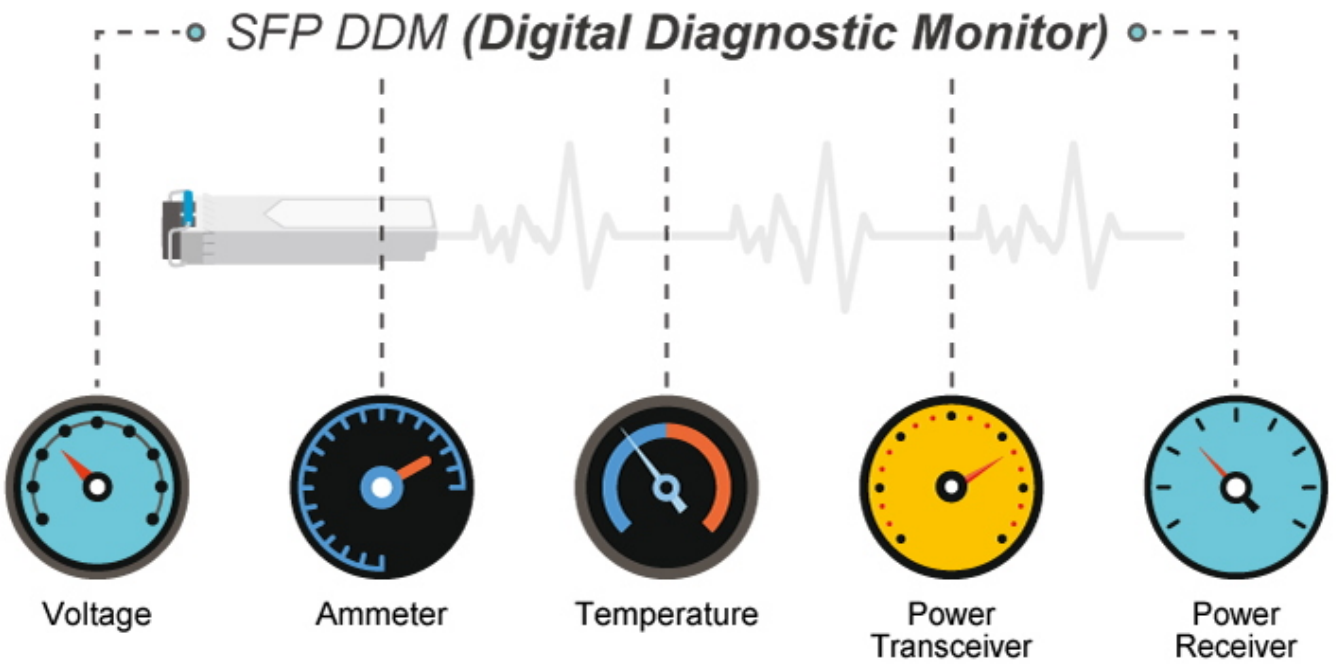 SFP DDM (Digital Diagnostic Monitor)
Voltage
Ammeter
Temperature
Power
Transceiver
Power
Receiver